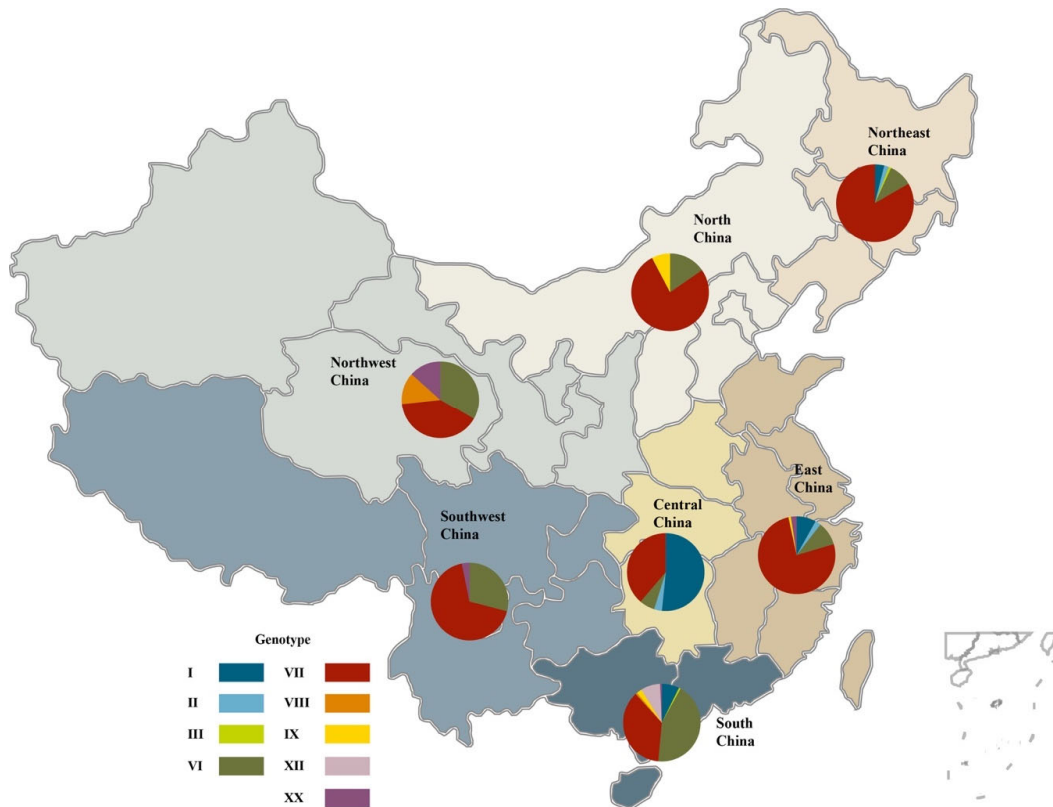 Northeast
China
North
China
Northwest
China
East
China
Central
China
Southwest
China
South
China
Genotype
I
VII
II
VIII
III
IX
VI
XII
XX